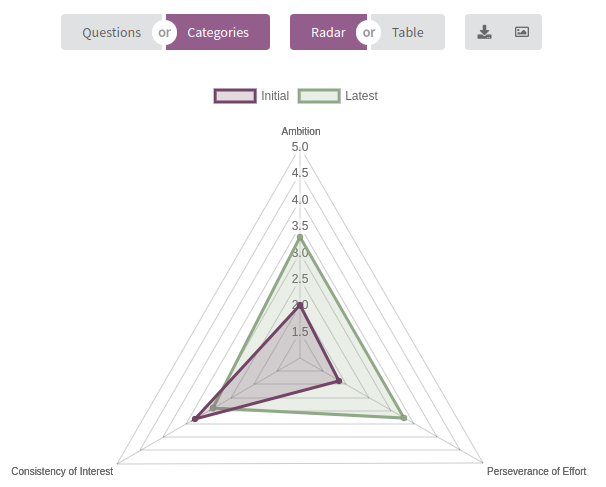 Questions or Categories Radar or Table
Initial Latest
Ambition
5.0
4.5
4.0
3.5
3.0
2.5
2.0
1.5
Consistency of Interest Perseverance of Effort